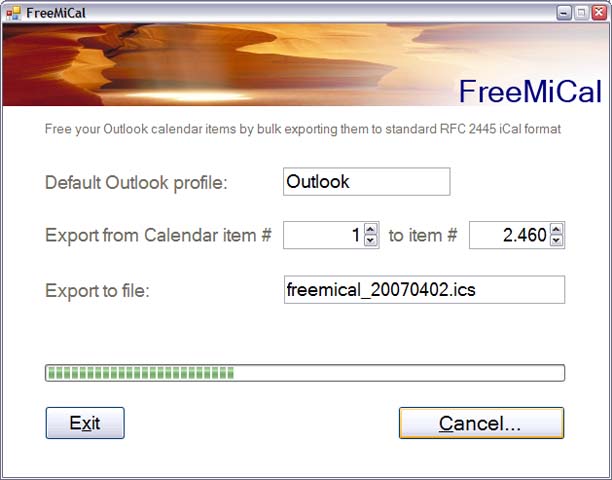 FreeMiCal
FreeMiCal
Free your Outlook calendar items by bulk exporting them to standard RFC 2445 iCal format
Default Outlook profile: Outlook
Export from Calendar item # 1 to item # 2.460
Export to file: freemical_20070402.ics
Exit Cancel...